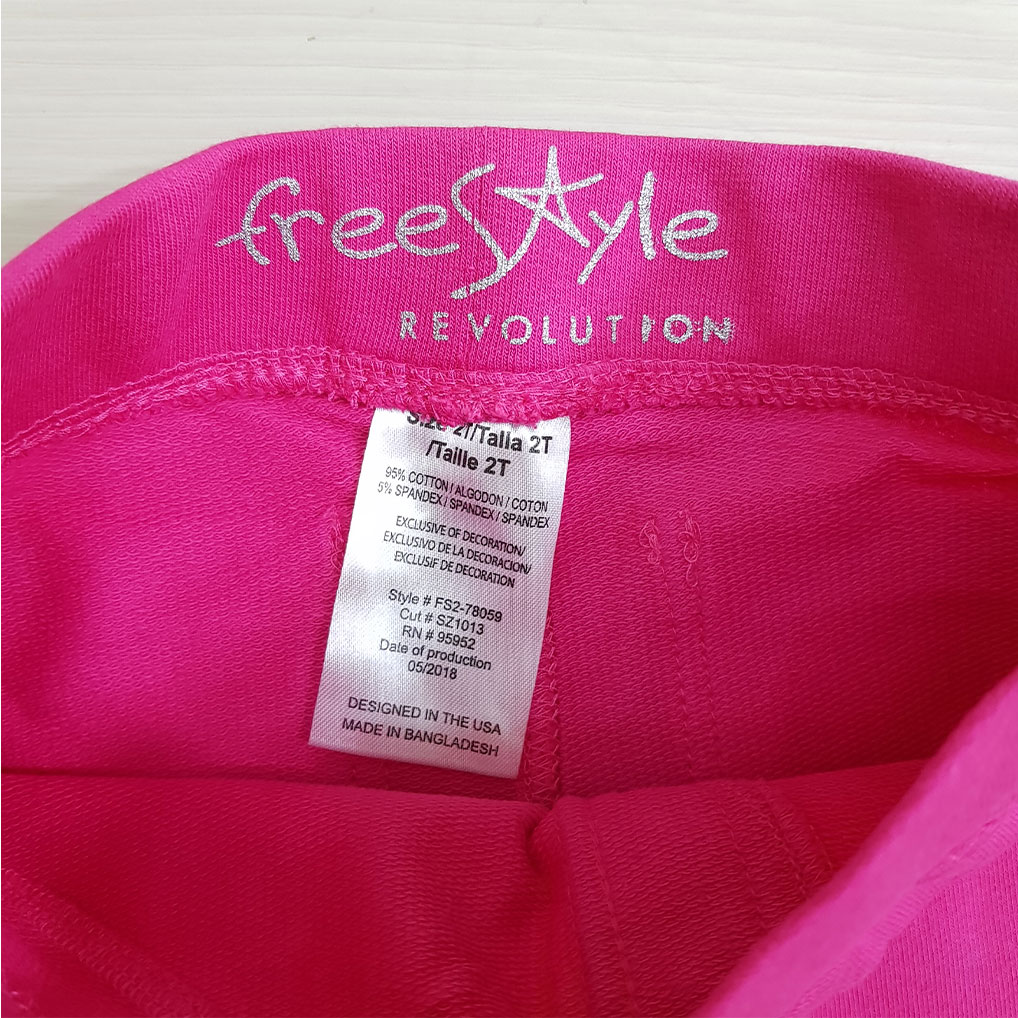 freestyle
REVOLUTION
Size 2T/Talla 2T
/Taille 2T
95% COTTON / ALGODON / COTON
5% SPANDEX / SPANDEX / SPANDEX
EXCLUSIVE OF DECORATION/
EXCLUSIVO DE LA DECORACION/
EXCLUSIF DE DECORATION
Style # FS2-78059
Cut # SZ1013
RN # 95952
Date of production
05/2018
DESIGNED IN THE USA
MADE IN BANGLADESH